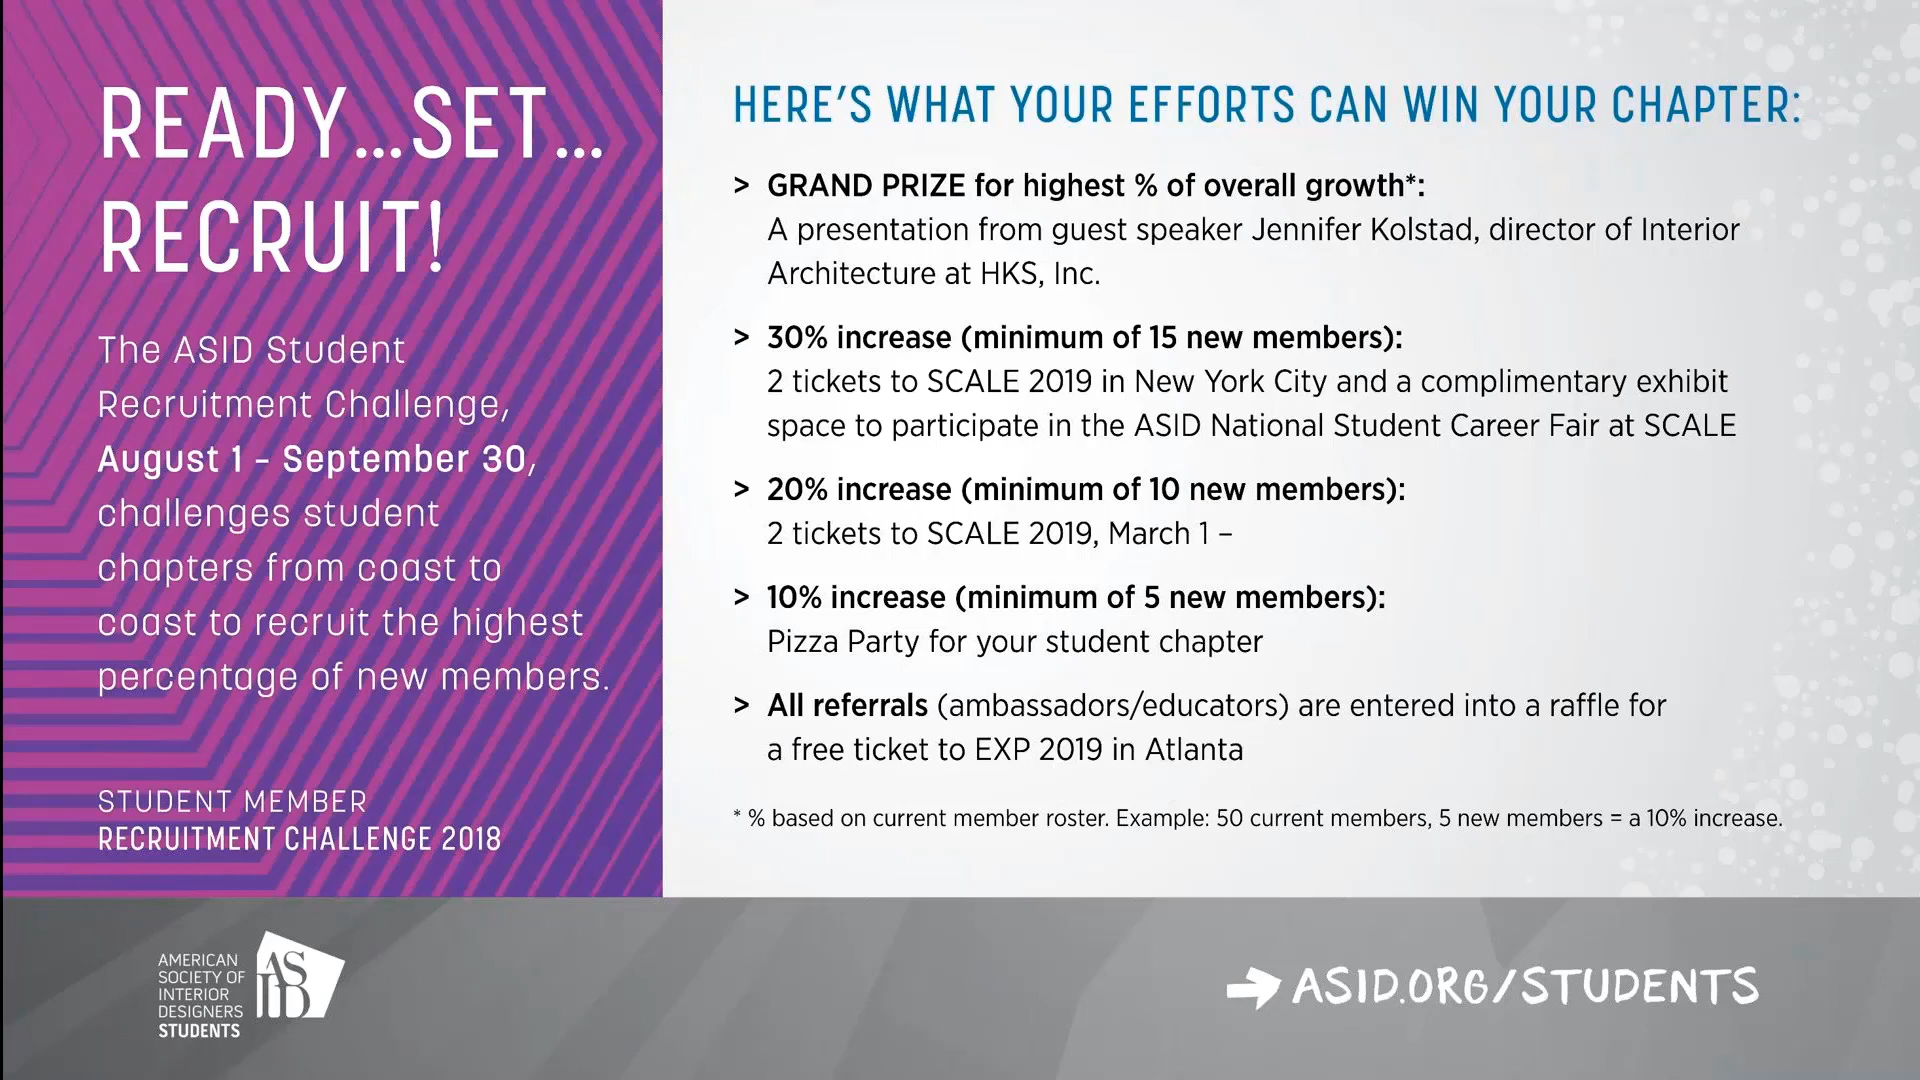 READY...SET...
RECRUIT!
The ASID Student
Recruitment Challenge,
August 1 – September 30,
challenges student
chapters from coast to
coast to recruit the highest
percentage of new members.
STUDENT MEMBER
RECRUITMENT CHALLENGE 2018
HERE'S WHAT YOUR EFFORTS CAN WIN YOUR CHAPTER:
> GRAND PRIZE for highest % of overall growth*:
A presentation from guest speaker Jennifer Kolstad, director of Interior
Architecture at HKS, Inc.
> 30% increase (minimum of 15 new members):
2 tickets to SCALE 2019 in New York City and a complimentary exhibit
space to participate in the ASID National Student Career Fair at SCALE
> 20% increase (minimum of 10 new members):
2 tickets to SCALE 2019, March 1 –
> 10% increase (minimum of 5 new members):
Pizza Party for your student chapter
> All referrals (ambassadors/educators) are entered into a raffle for
a free ticket to EXP 2019 in Atlanta
* % based on current member roster. Example: 50 current members, 5 new members = a 10% increase.
AMERICAN
SOCIETY OF
INTERIOR
DESIGNERS
STUDENTS
ASID
ASID.ORG/STUDENTS